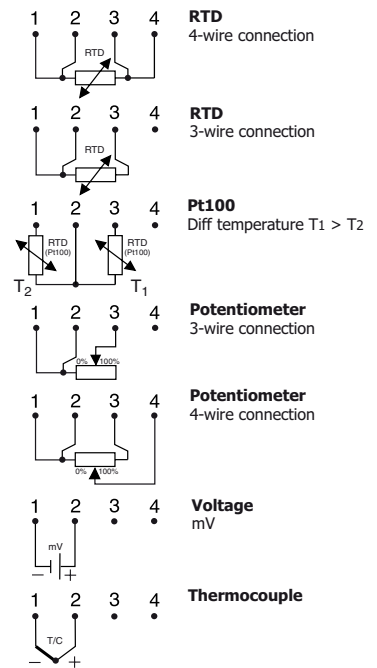 1 2 3 4
RTD
4-wire connection
RTD
1 2 3 4
RTD
3-wire connection
RTD
1 2 3 4
Pt100
Diff temperature T1 > T2
RTD
(Pt100)
RTD
(Pt100)
T2
T1
1 2 3 4
Potentiometer
3-wire connection
0% 100%
1 2 3 4
Potentiometer
4-wire connection
0% 100%
1 2 3 4
Voltage
mV
mV
– +
1 2 3 4
Thermocouple
T/C
– +